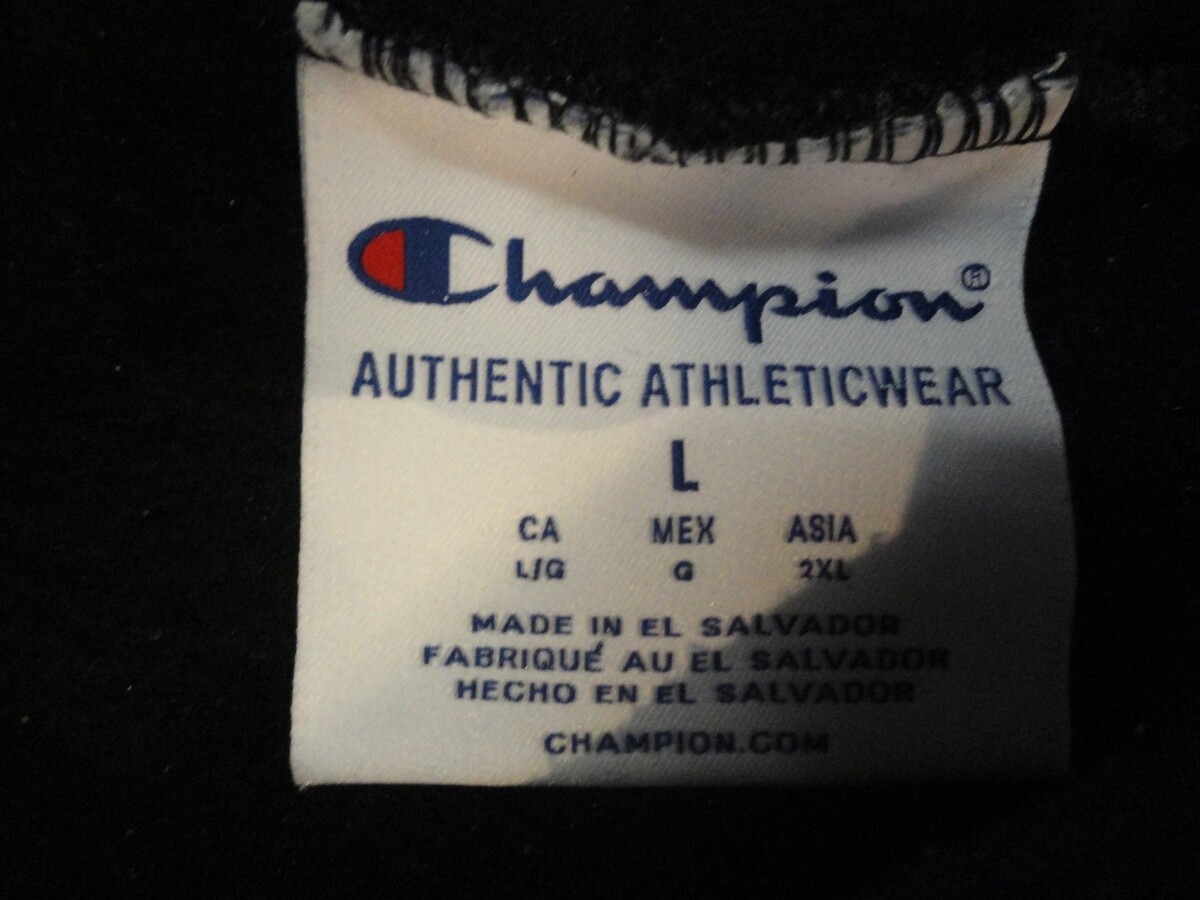 Champion®
AUTHENTIC ATHLETICWEAR
L
CA MEX ASIA
L/G G 2XL
MADE IN EL SALVADOR
FABRIQUÉ AU EL SALVADOR
HECHO EN EL SALVADOR
CHAMPION.COM